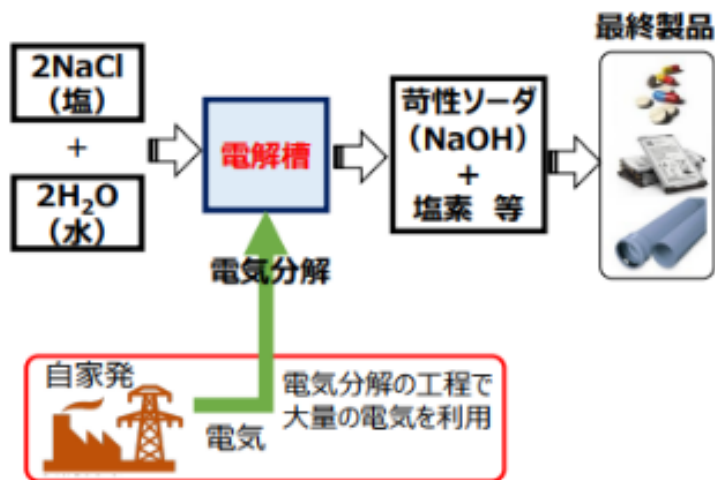 最終製品
2NaCl
（塩）
+
2H₂O
（水）
電解槽
苛性ソーダ
（NaOH）
+
塩素 等
電気分解
自家発
電気
電気分解の工程で
大量の電気を利用